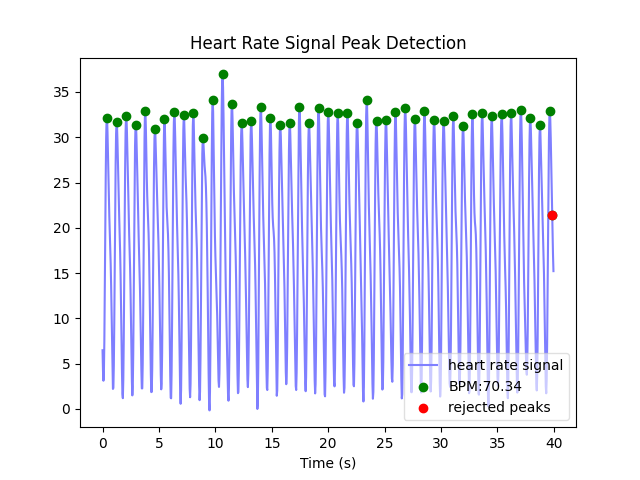 Heart Rate Signal Peak Detection
35
30
25
20
15
10
5
0
heart rate signal
BPM:70.34
rejected peaks
0 5 10 15 20 25 30 35 40
Time (s)